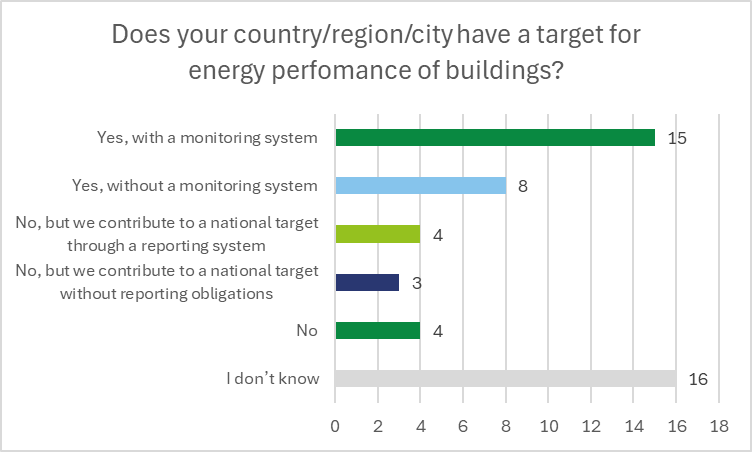 Does your country/region/city have a target for
energy perfomance of buildings?
Yes, with a monitoring system
15
Yes, without a monitoring system
8
No, but we contribute to a national target
through a reporting system
4
No, but we contribute to a national target
without reporting obligations
3
No
4
I don’t know
16
0 2 4 6 8 10 12 14 16 18